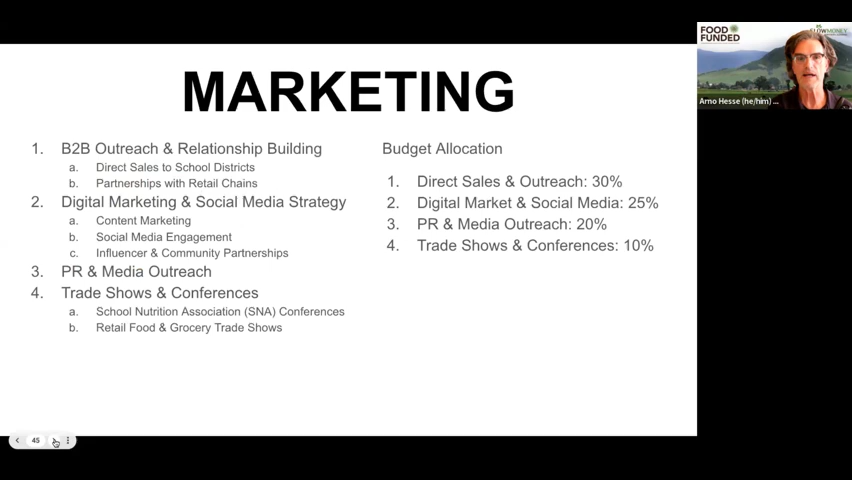 MARKETING
1. B2B Outreach & Relationship Building
a. Direct Sales to School Districts
b. Partnerships with Retail Chains
2. Digital Marketing & Social Media Strategy
a. Content Marketing
b. Social Media Engagement
c. Influencer & Community Partnerships
3. PR & Media Outreach
4. Trade Shows & Conferences
a. School Nutrition Association (SNA) Conferences
b. Retail Food & Grocery Trade Shows
Budget Allocation
1. Direct Sales & Outreach: 30%
2. Digital Market & Social Media: 25%
3. PR & Media Outreach: 20%
4. Trade Shows & Conferences: 10%
45
FOOD
FUNDED
Arno Hesse (he/him) ...